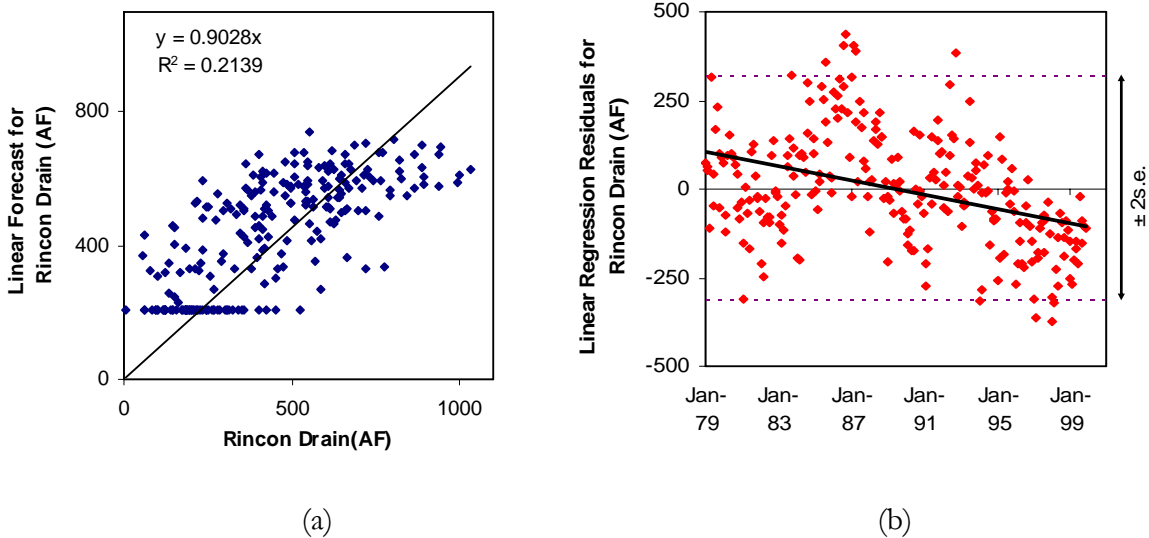 y = 0.9028x
R² = 0.2139
Linear Forecast for
Rincon Drain (AF)
800
400
0
0
500
1000
Rincon Drain(AF)
(a)
Linear Regression Residuals for
Rincon Drain (AF)
500
250
0
-250
-500
Jan-
79
Jan-
83
Jan-
87
Jan-
91
Jan-
95
Jan-
99
± 2s.e.
(b)